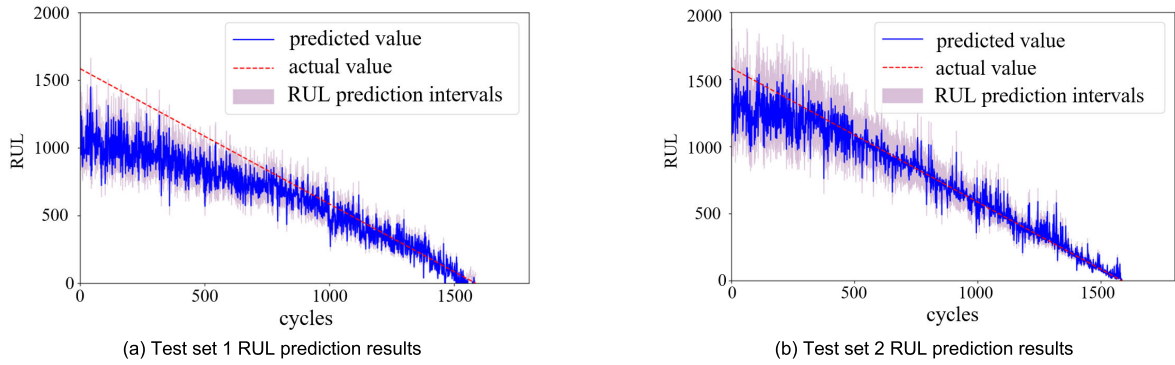 2000
1500
1000
500
0
RUL
predicted value
actual value
RUL prediction intervals
0
500
1000
1500
cycles
(a) Test set 1 RUL prediction results
2000
1500
1000
500
0
RUL
predicted value
actual value
RUL prediction intervals
0
500
1000
1500
cycles
(b) Test set 2 RUL prediction results